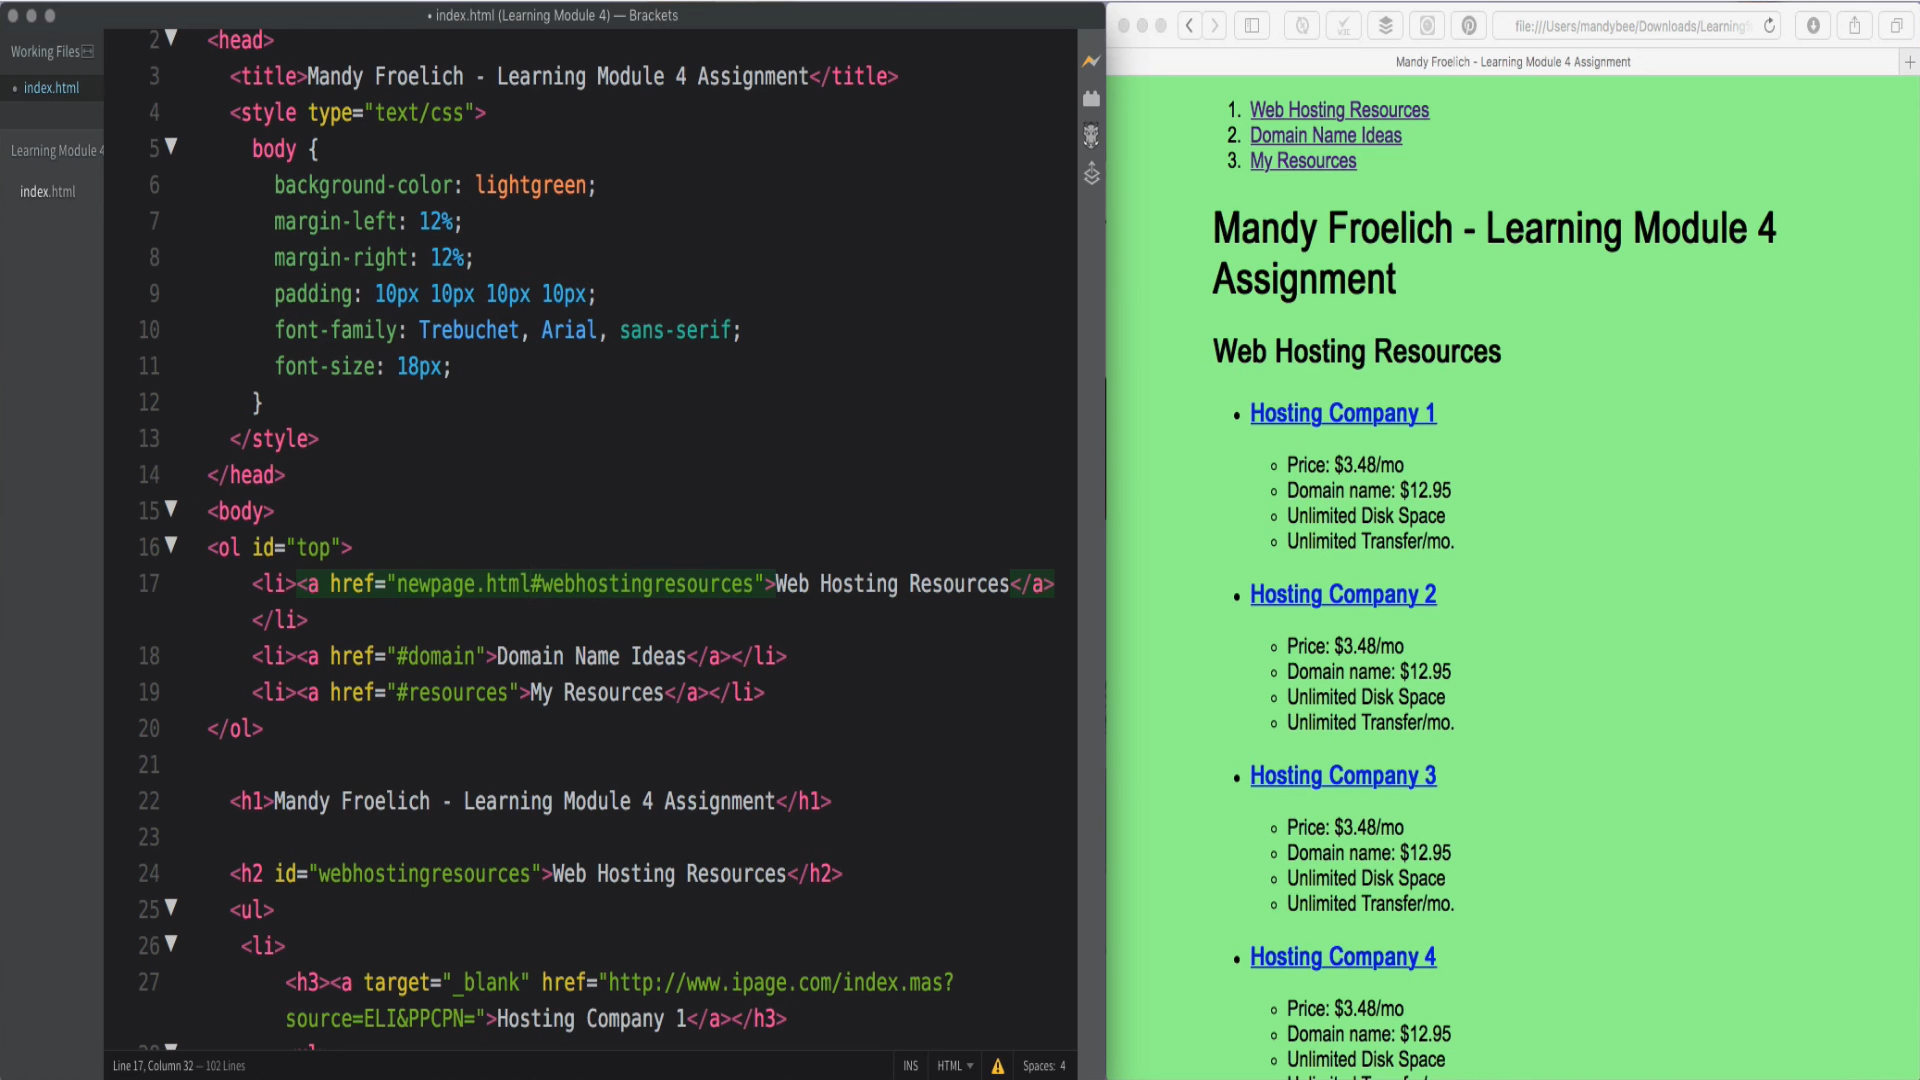 • index.html (Learning Module 4) — Brackets
Working Files
• index.html
Learning Module 4
index.html
2 <head>
3 <title>Mandy Froelich - Learning Module 4 Assignment</title>
4 <style type="text/css">
5 body {
6 background-color: lightgreen;
7 margin-left: 12%;
8 margin-right: 12%;
9 padding: 10px 10px 10px 10px;
10 font-family: Trebuchet, Arial, sans-serif;
11 font-size: 18px;
12 }
13 </style>
14 </head>
15 <body>
16 <ol id="top">
17 <li><a href="newpage.html#webhostingresources">Web Hosting Resources</a>
</li>
18 <li><a href="#domain">Domain Name Ideas</a></li>
19 <li><a href="#resources">My Resources</a></li>
20 </ol>
21
22 <h1>Mandy Froelich - Learning Module 4 Assignment</h1>
23
24 <h2 id="webhostingresources">Web Hosting Resources</h2>
25 <ul>
26 <li>
27 <h3><a target="_blank" href="http://www.ipage.com/index.mas?
source=ELI&PPCPN=">Hosting Company 1</a></h3>
Line 17, Column 32 — 102 Lines
INS HTML Spaces: 4
file:///Users/mandybee/Downloads/Learning
Mandy Froelich - Learning Module 4 Assignment
1. Web Hosting Resources
2. Domain Name Ideas
3. My Resources
Mandy Froelich - Learning Module 4
Assignment
Web Hosting Resources
• Hosting Company 1
Price: $3.48/mo
Domain name: $12.95
Unlimited Disk Space
Unlimited Transfer/mo.
• Hosting Company 2
Price: $3.48/mo
Domain name: $12.95
Unlimited Disk Space
Unlimited Transfer/mo.
• Hosting Company 3
Price: $3.48/mo
Domain name: $12.95
Unlimited Disk Space
Unlimited Transfer/mo.
• Hosting Company 4
Price: $3.48/mo
Domain name: $12.95
Unlimited Disk Space